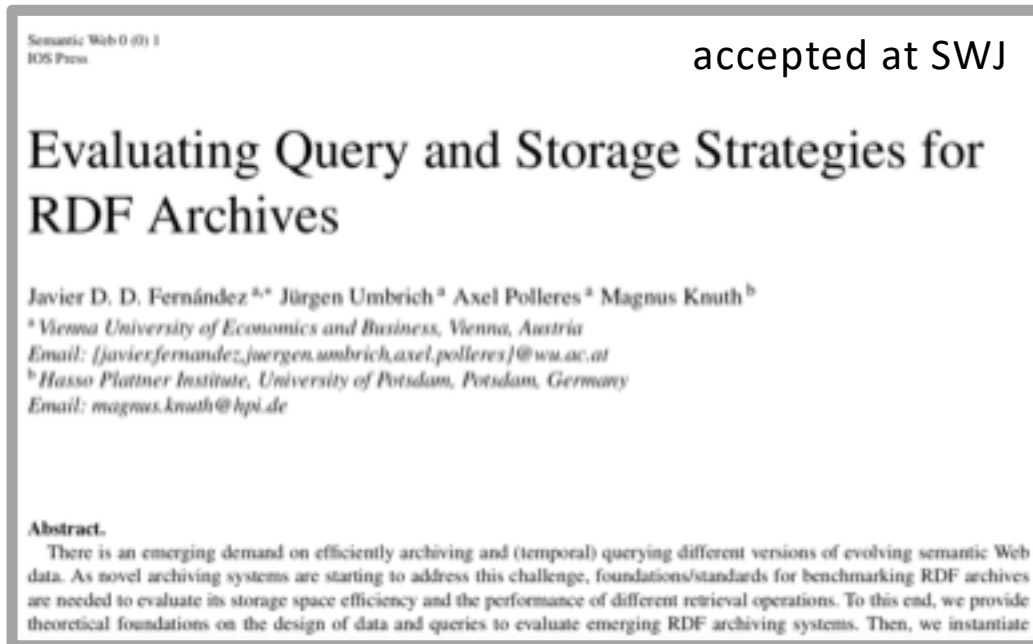 Semantic Web 0 (0) 1
IOS Press
accepted at SWJ
Evaluating Query and Storage Strategies for
RDF Archives
Javier D. D. Fernández a,* Jürgen Umbrich a Axel Polleres a Magnus Knuth b
a Vienna University of Economics and Business, Vienna, Austria
Email: {javier.fernandez,juergen.umbrich,axel.polleres}@wu.ac.at
b Hasso Plattner Institute, University of Potsdam, Potsdam, Germany
Email: magnus.knuth@hpi.de
Abstract.
There is an emerging demand on efficiently archiving and (temporal) querying different versions of evolving semantic Web
data. As novel archiving systems are starting to address this challenge, foundations/standards for benchmarking RDF archives
are needed to evaluate its storage space efficiency and the performance of different retrieval operations. To this end, we provide
theoretical foundations on the design of data and queries to evaluate emerging RDF archiving systems. Then, we instantiate